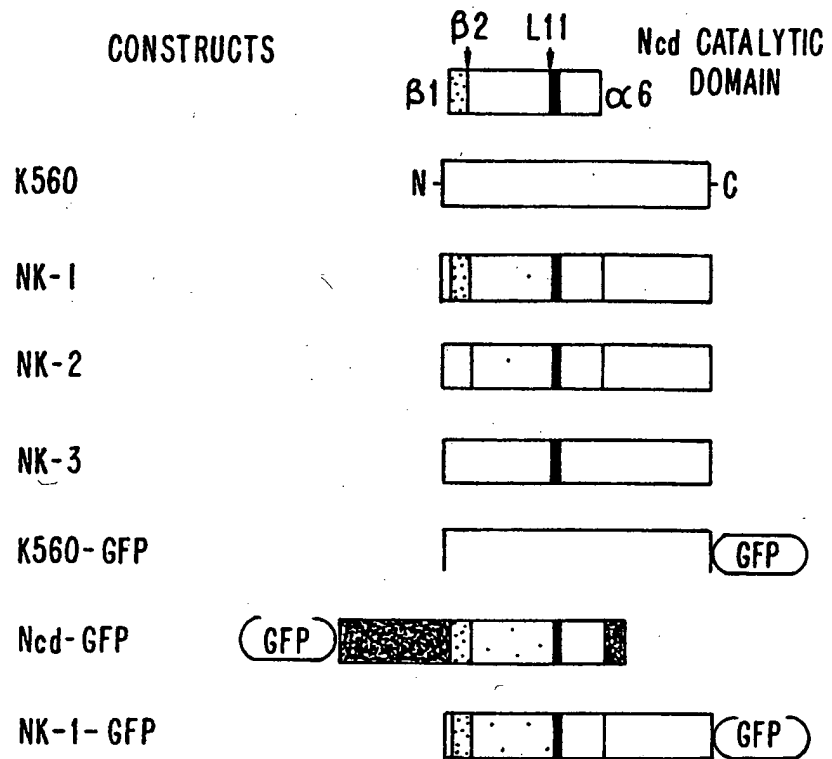 CONSTRUCTS
β2 L11
Ncd CATALYTIC
DOMAIN
β1 α6
K560 N C
NK-1
NK-2
NK-3
K560-GFP GFP
Ncd-GFP GFP
NK-1-GFP GFP